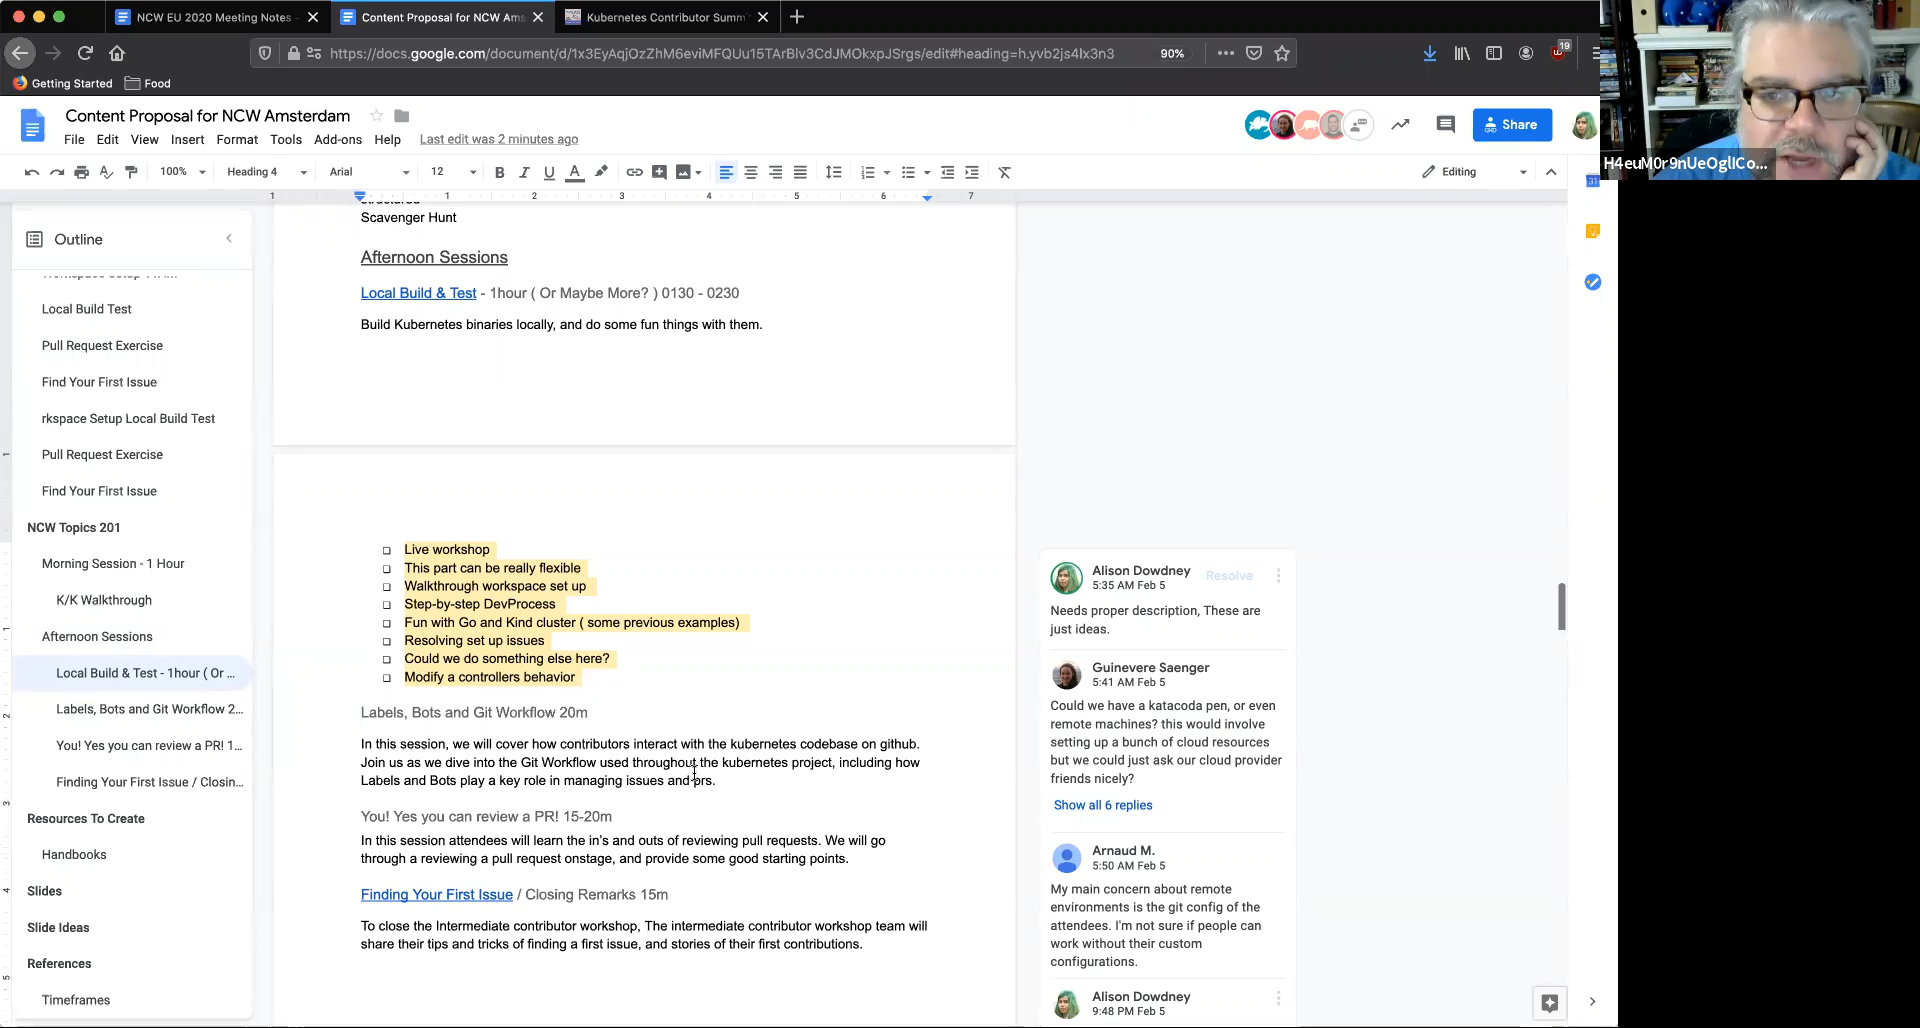 NCW EU 2020 Meeting Notes -
Content Proposal for NCW Ams
Kubernetes Contributor Summ
https://docs.google.com/document/d/1x3EyAqjOzZhM6eviMFQUu15TArBlv3CdJMOkxpJSrgs/edit#heading=h.yvb2js4lx3n3
90%
19
Getting Started
Food
Content Proposal for NCW Amsterdam
File Edit View Insert Format Tools Add-ons Help
Last edit was 2 minutes ago
Share
H4euM0r9nUeOgllCo...
100%
Heading 4
Arial
12
B I U A
Editing
31
1 1 2 3 4 5 6 7
Outline
Local Build Test
Pull Request Exercise
Find Your First Issue
rkspace Setup Local Build Test
Pull Request Exercise
Find Your First Issue
NCW Topics 201
Morning Session - 1 Hour
K/K Walkthrough
Afternoon Sessions
Local Build & Test - 1hour ( Or ...
Labels, Bots and Git Workflow 2...
You! Yes you can review a PR! 1...
Finding Your First Issue / Closin...
Resources To Create
Handbooks
Slides
Slide Ideas
References
Timeframes
1
1
2
3
4
5
structured
Scavenger Hunt
Afternoon Sessions
Local Build & Test - 1hour ( Or Maybe More? ) 0130 - 0230
Build Kubernetes binaries locally, and do some fun things with them.
Live workshop
This part can be really flexible
Walkthrough workspace set up
Step-by-step DevProcess
Fun with Go and Kind cluster ( some previous examples)
Resolving set up issues
Could we do something else here?
Modify a controllers behavior
Labels, Bots and Git Workflow 20m
In this session, we will cover how contributors interact with the kubernetes codebase on github.
Join us as we dive into the Git Workflow used throughout the kubernetes project, including how
Labels and Bots play a key role in managing issues and prs.
You! Yes you can review a PR! 15-20m
In this session attendees will learn the in's and outs of reviewing pull requests. We will go
through a reviewing a pull request onstage, and provide some good starting points.
Finding Your First Issue / Closing Remarks 15m
To close the Intermediate contributor workshop, The intermediate contributor workshop team will
share their tips and tricks of finding a first issue, and stories of their first contributions.
Alison Dowdney
5:35 AM Feb 5
Resolve
Needs proper description, These are
just ideas.
Guinevere Saenger
5:41 AM Feb 5
Could we have a katacoda pen, or even
remote machines? this would involve
setting up a bunch of cloud resources
but we could just ask our cloud provider
friends nicely?
Show all 6 replies
Arnaud M.
5:50 AM Feb 5
My main concern about remote
environments is the git config of the
attendees. I'm not sure if people can
work without their custom
configurations.
Alison Dowdney
9:48 PM Feb 5